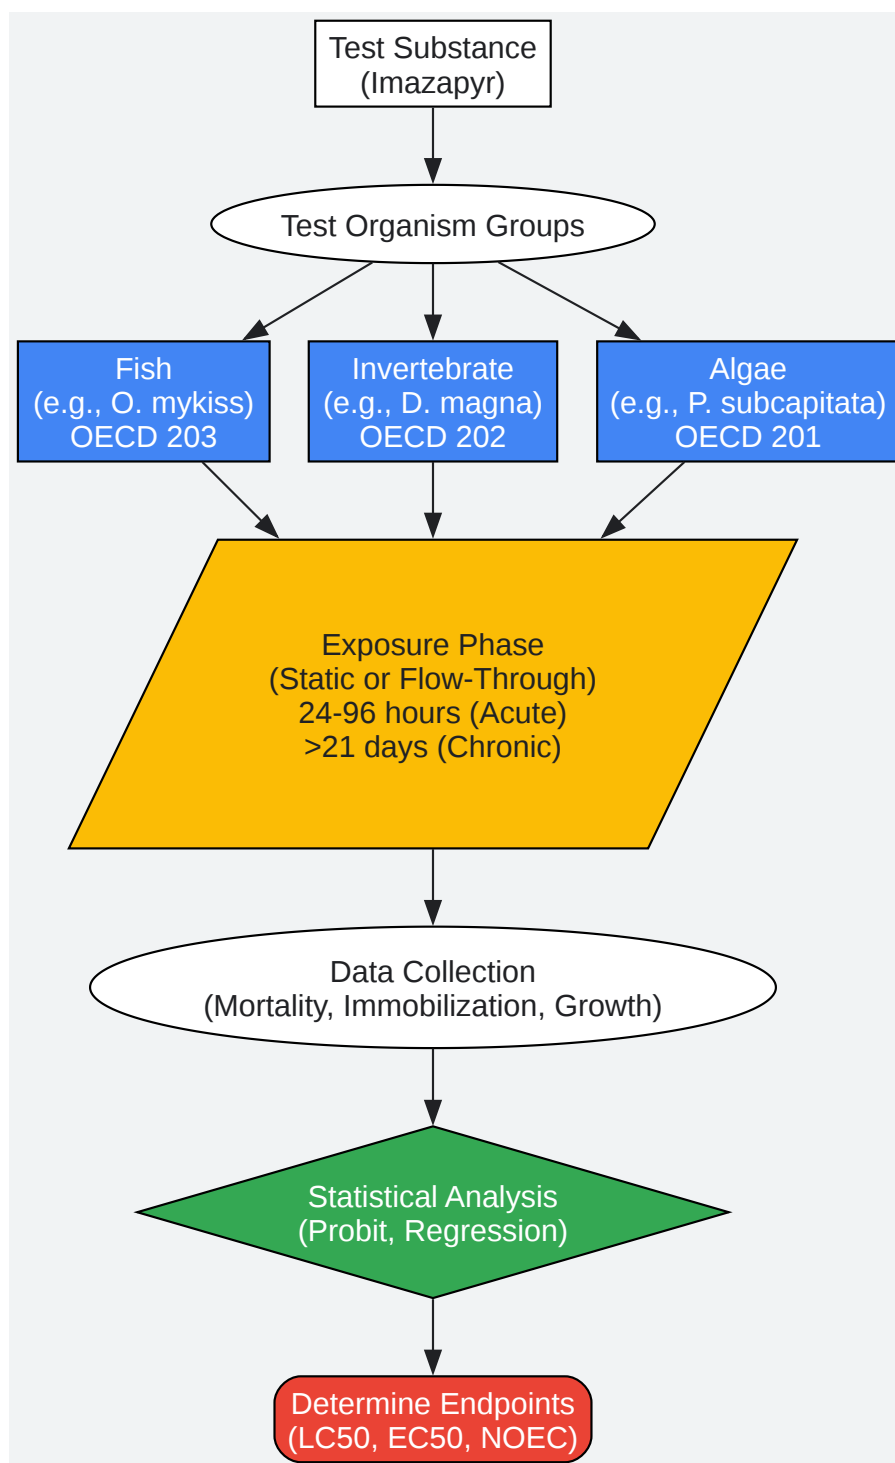 Test Substance
(Imazapyr)
Test Organism Groups
Fish
(e.g., O. mykiss)
OECD 203
Invertebrate
(e.g., D. magna)
OECD 202
Algae
(e.g., P. subcapitata)
OECD 201
Exposure Phase
(Static or Flow-Through)
24-96 hours (Acute)
>21 days (Chronic)
Data Collection
(Mortality, Immobilization, Growth)
Statistical Analysis
(Probit, Regression)
Determine Endpoints
(LC50, EC50, NOEC)